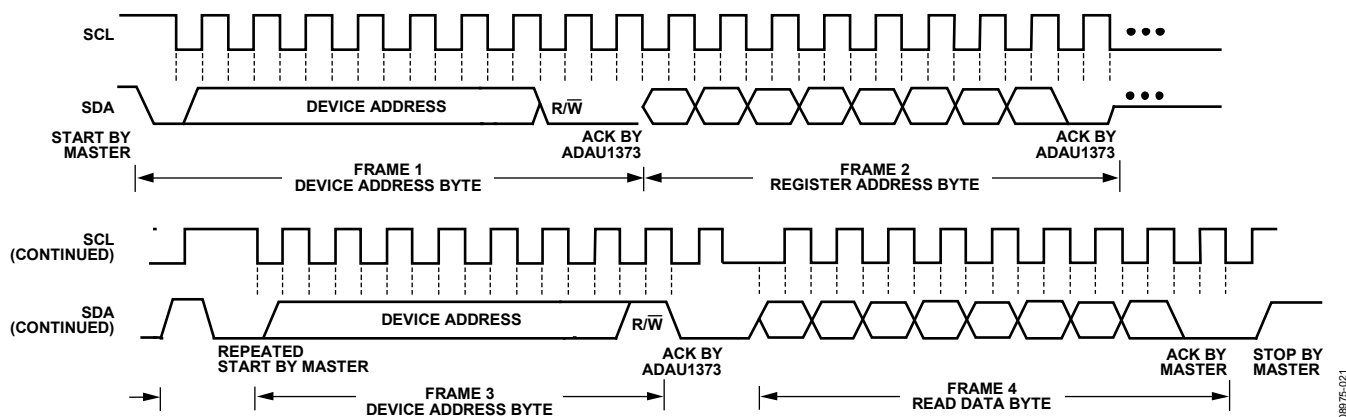 SCL
SDA
DEVICE ADDRESS
R/W̅
START BY
MASTER
ACK BY
ADAU1373
ACK BY
ADAU1373
FRAME 1
DEVICE ADDRESS BYTE
FRAME 2
REGISTER ADDRESS BYTE
SCL
(CONTINUED)
SDA
(CONTINUED)
DEVICE ADDRESS
R/W̅
REPEATED
START BY MASTER
ACK BY
ADAU1373
ACK BY
MASTER
STOP BY
MASTER
FRAME 3
DEVICE ADDRESS BYTE
FRAME 4
READ DATA BYTE
08975-021